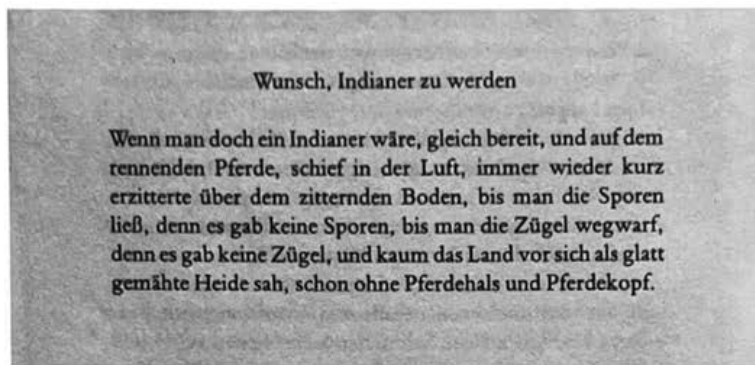 Wunsch, Indianer zu werden
Wenn man doch ein Indianer wäre, gleich bereit, und auf dem
rennenden Pferde, schief in der Luft, immer wieder kurz
erzitterte über dem zitternden Boden, bis man die Sporen
ließ, denn es gab keine Sporen, bis man die Zügel wegwarf,
denn es gab keine Zügel, und kaum das Land vor sich als glatt
gemähte Heide sah, schon ohne Pferdehals und Pferdekopf.